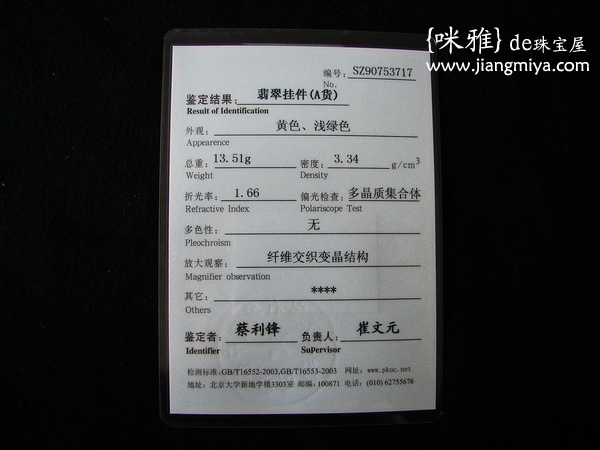 {咪雅} de珠宝屋
www.jiangmiya.com
编号: SZ90753717
No.
鉴定结果: 翡翠挂件(A货)
Result of Identification
外观: 黄色、浅绿色
Appearence
总重: 13.51g 密度: 3.34 g/cm³
Weight Density
折光率: 1.66 偏光检查: 多晶质集合体
Refractive Index Polariscope Test
多色性: 无
Pleochroism
放大观察: 纤维交织变晶结构
Magnifier observation
其它: ****
Others
鉴定者: 蔡利锋 负责人: 崔文元
Identifier SuPervisor
检测标准:GB/T16552-2003,GB/T16553-2003 网址: www.pkuc.net
地址: 北京大学新地学楼3303室 邮编: 100871 电话: (010) 62755676